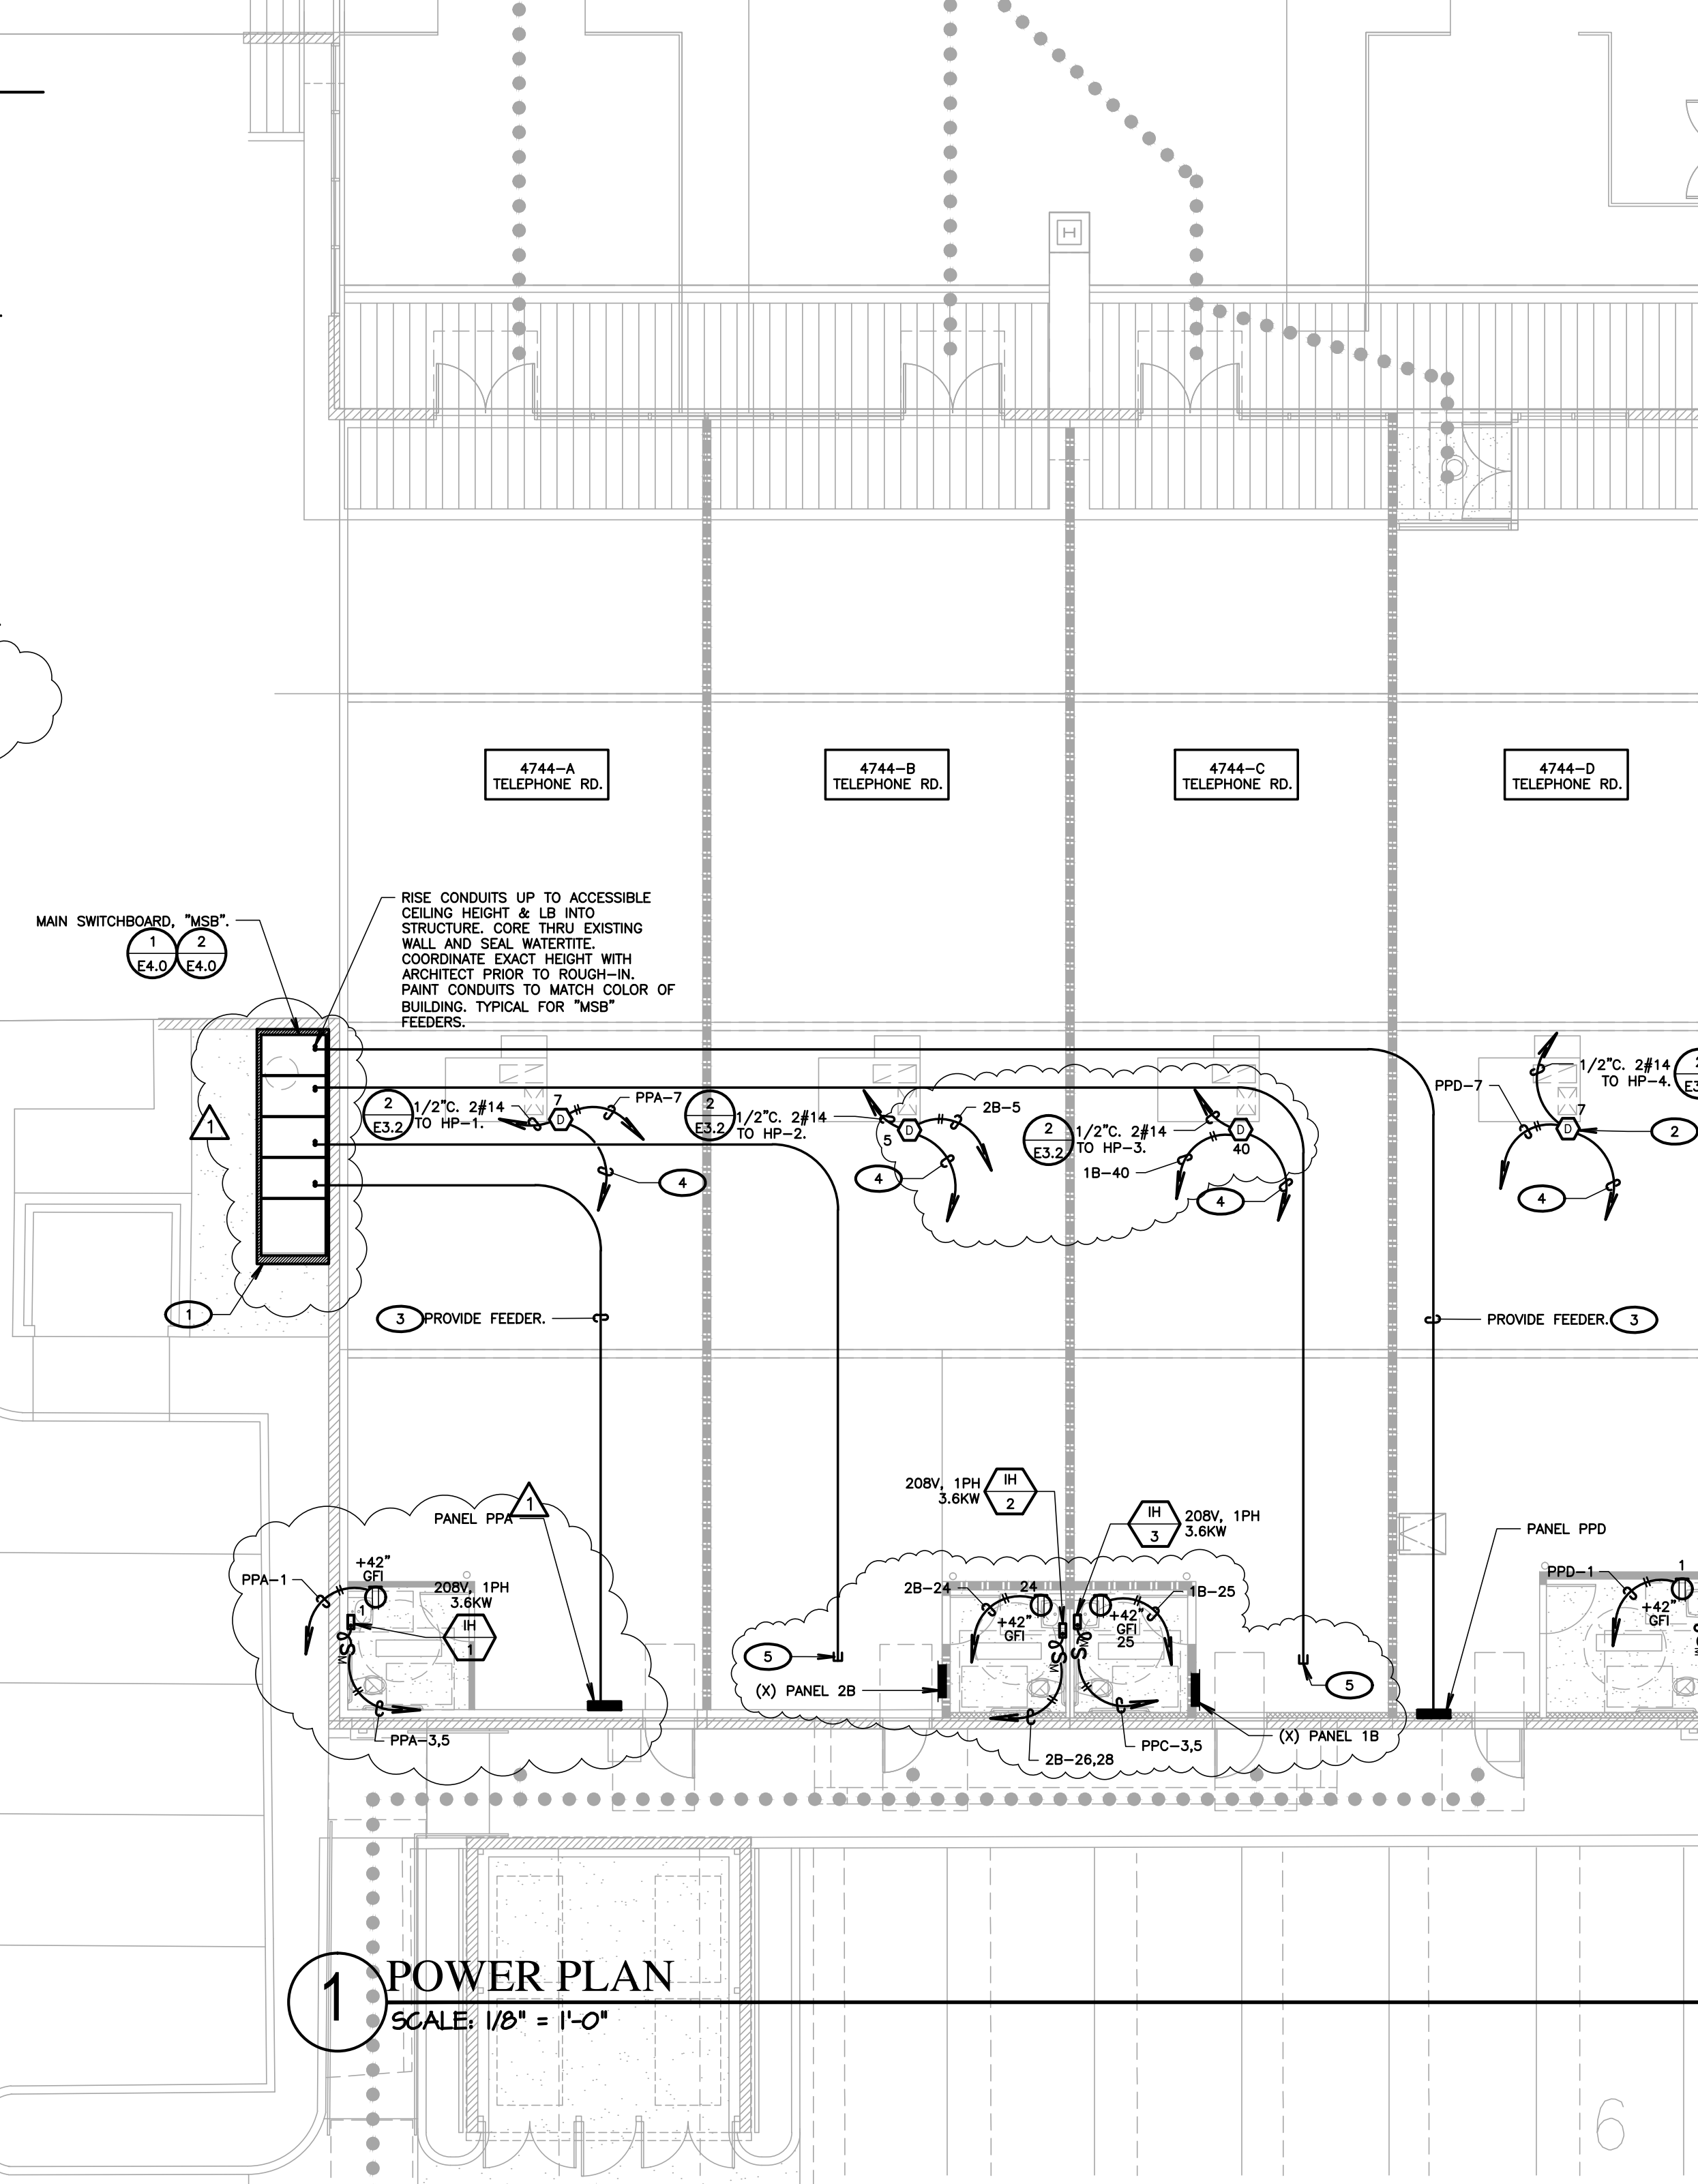 H
4744-A
TELEPHONE RD.
4744-B
TELEPHONE RD.
4744-C
TELEPHONE RD.
4744-D
TELEPHONE RD.
MAIN SWITCHBOARD, "MSB".
1
E4.0
2
E4.0
RISE CONDUITS UP TO ACCESSIBLE
CEILING HEIGHT & LB INTO
STRUCTURE. CORE THRU EXISTING
WALL AND SEAL WATERTITE.
COORDINATE EXACT HEIGHT WITH
ARCHITECT PRIOR TO ROUGH-IN.
PAINT CONDUITS TO MATCH COLOR OF
BUILDING. TYPICAL FOR "MSB"
FEEDERS.
1
2
E3.2
1/2"C. 2#14
TO HP-1.
7
D
PPA-7
4
2
E3.2
1/2"C. 2#14
TO HP-2.
5
D
2B-5
4
2
E3.2
1/2"C. 2#14
TO HP-3.
D
40
1B-40
4
PPD-7
1/2"C. 2#14
TO HP-4.
7
D
2
4
1
3
PROVIDE FEEDER.
PROVIDE FEEDER.
3
208V, 1PH
3.6KW
IH
2
IH
3
208V, 1PH
3.6KW
1
PANEL PPA
PANEL PPD
PPA-1
+42"
GFI
1
208V, 1PH
3.6KW
IH
1
SM
PPA-3,5
2B-24
24
+42"
GFI
SM
+42"
GFI
25
SM
1B-25
5
(X) PANEL 2B
2B-26,28
PPC-3,5
5
(X) PANEL 1B
PPD-1
1
+42"
GFI
1
POWER PLAN
SCALE: 1/8" = 1'-0"
6